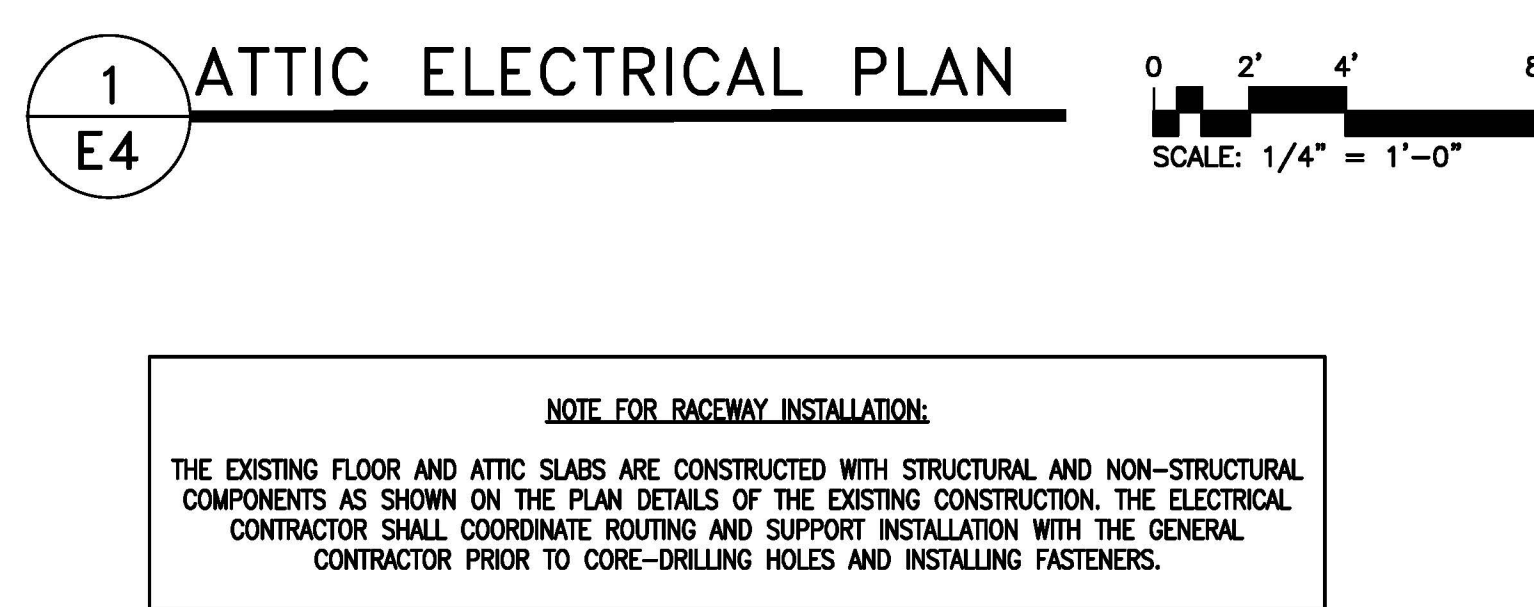 1
E4
ATTIC ELECTRICAL PLAN
0 2' 4' 8
SCALE: 1/4" = 1'-0"
NOTE FOR RACEWAY INSTALLATION:
THE EXISTING FLOOR AND ATTIC SLABS ARE CONSTRUCTED WITH STRUCTURAL AND NON-STRUCTURAL
COMPONENTS AS SHOWN ON THE PLAN DETAILS OF THE EXISTING CONSTRUCTION. THE ELECTRICAL
CONTRACTOR SHALL COORDINATE ROUTING AND SUPPORT INSTALLATION WITH THE GENERAL
CONTRACTOR PRIOR TO CORE-DRILLING HOLES AND INSTALLING FASTENERS.